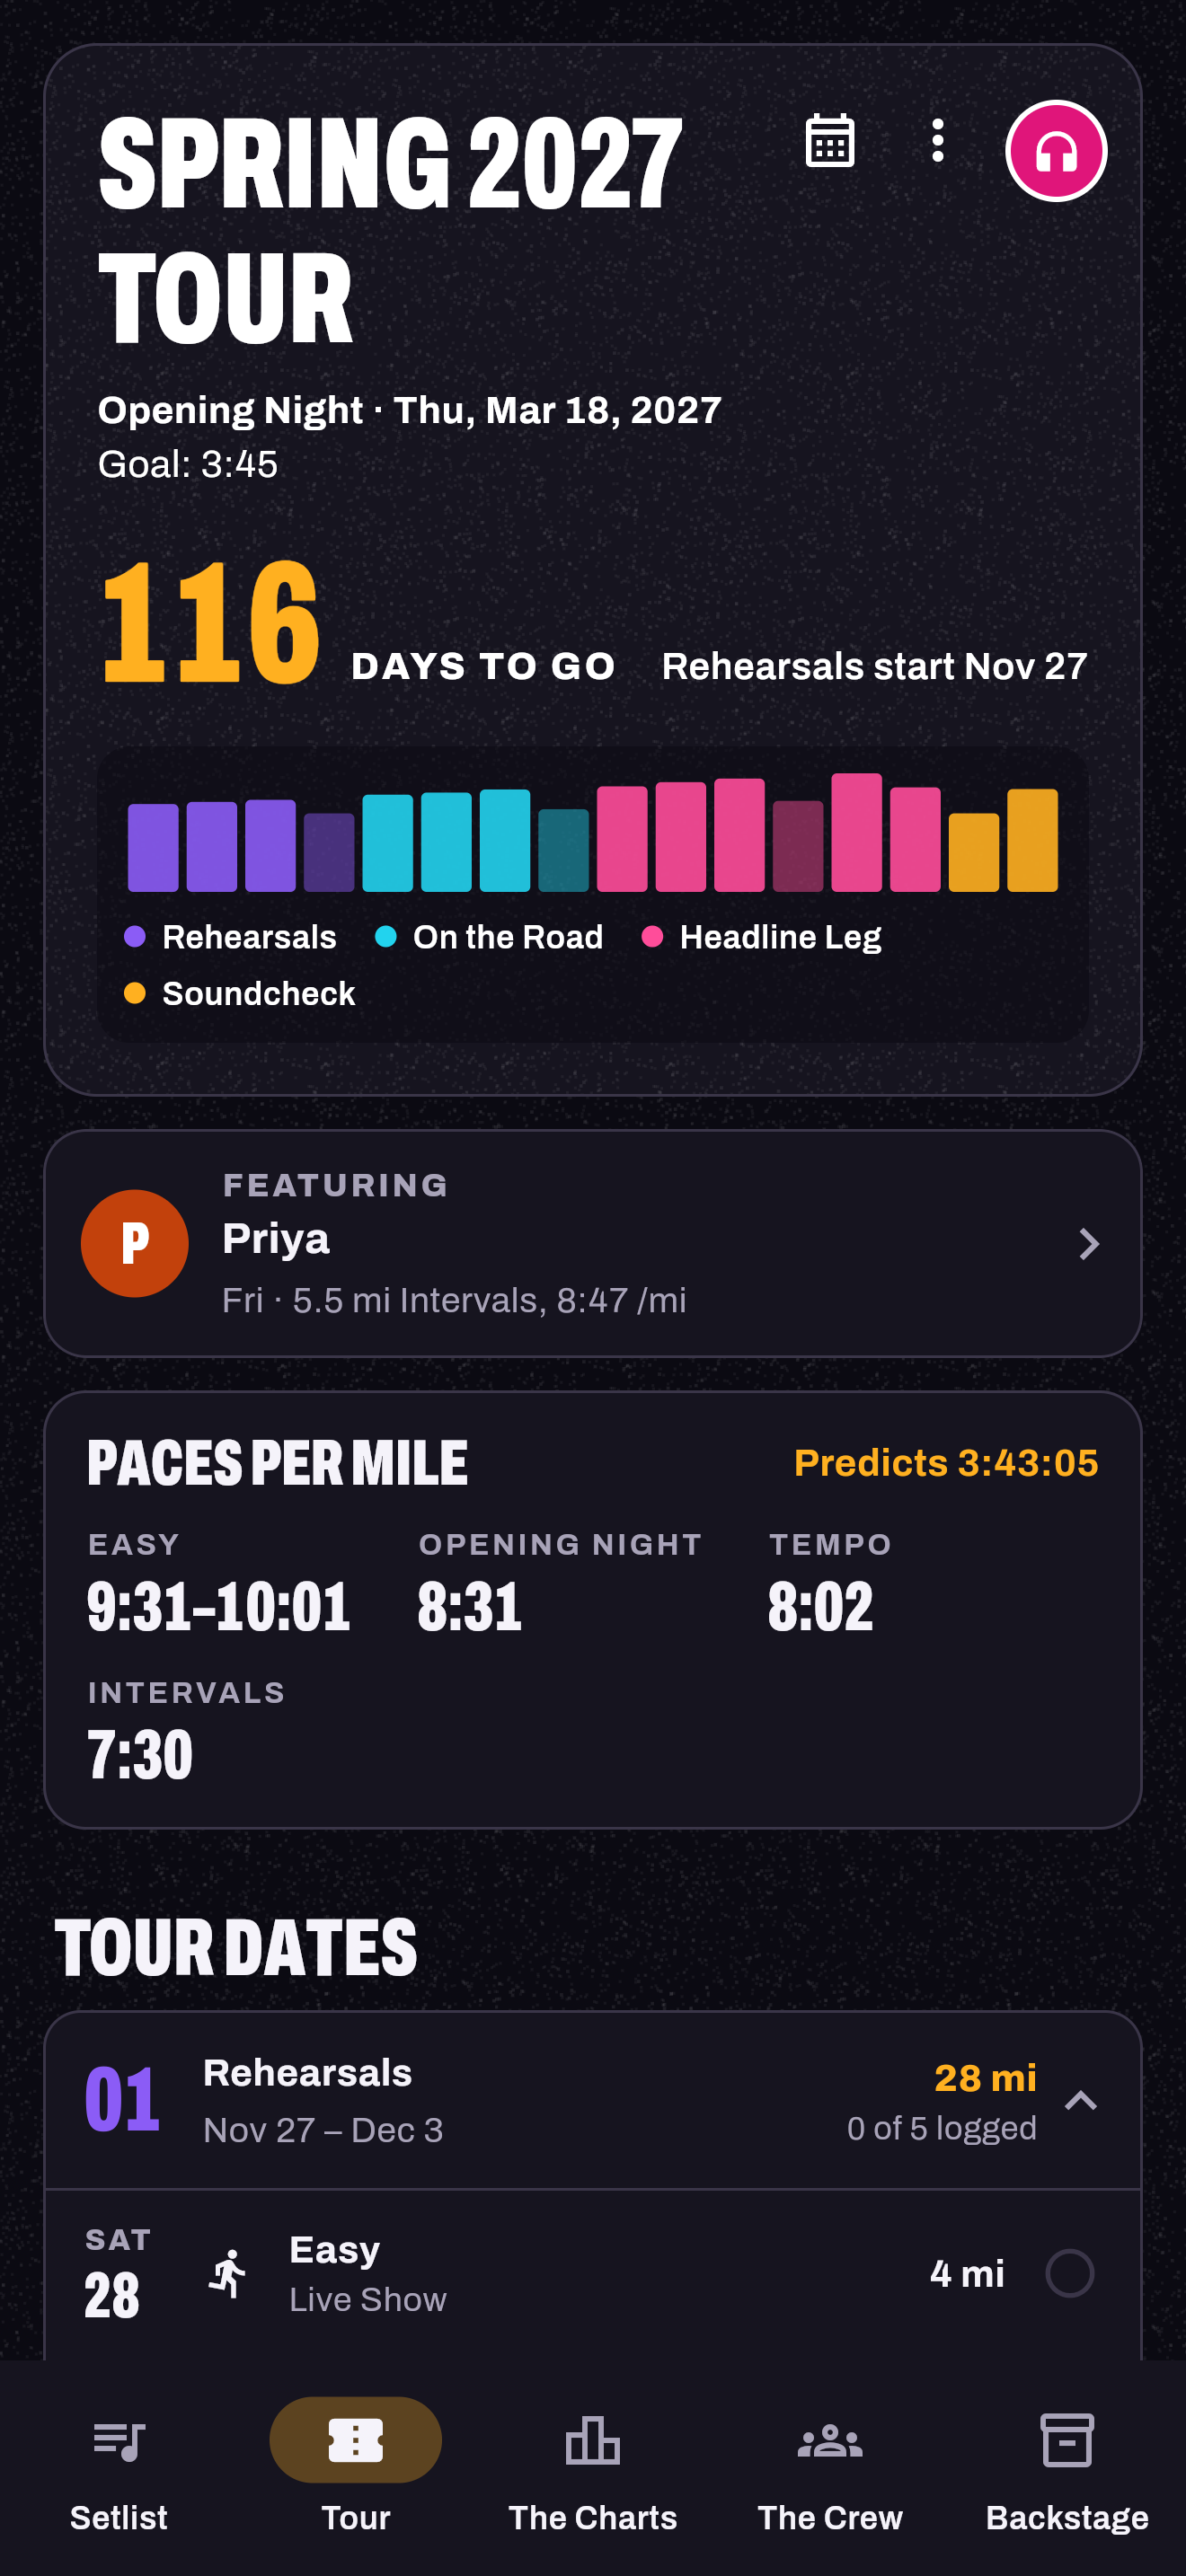 SPRING 2027
TOUR
Opening Night · Thu, Mar 18, 2027
Goal: 3:45
116 DAYS TO GO Rehearsals start Nov 27
Rehearsals On the Road Headline Leg
Soundcheck
FEATURING
P
Priya
Fri · 5.5 mi Intervals, 8:47 /mi
PACES PER MILE Predicts 3:43:05
EASY OPENING NIGHT TEMPO
9:31–10:01 8:31 8:02
INTERVALS
7:30
TOUR DATES
01 Rehearsals 28 mi
Nov 27 – Dec 3 0 of 5 logged
SAT Easy
28 Live Show 4 mi
Setlist Tour The Charts The Crew Backstage